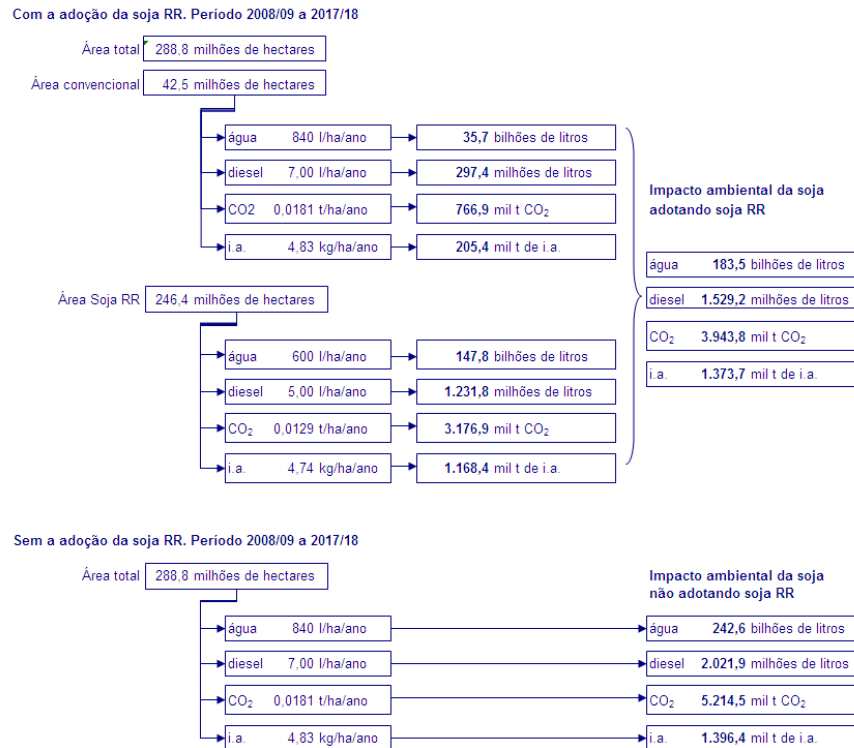 Com a adoção da soja RR. Período 2008/09 a 2017/18
Área total 288,8 milhões de hectares
Área convencional 42,5 milhões de hectares
água 840 l/ha/ano 35,7 bilhões de litros
diesel 7,00 l/ha/ano 297,4 milhões de litros
CO2 0,0181 t/ha/ano 766,9 mil t CO₂
i.a. 4,83 kg/ha/ano 205,4 mil t de i.a.
Área Soja RR 246,4 milhões de hectares
água 600 l/ha/ano 147,8 bilhões de litros
diesel 5,00 l/ha/ano 1.231,8 milhões de litros
CO₂ 0,0129 t/ha/ano 3.176,9 mil t CO₂
i.a. 4,74 kg/ha/ano 1.168,4 mil t de i.a.
Impacto ambiental da soja
adotando soja RR
água 183,5 bilhões de litros
diesel 1.529,2 milhões de litros
CO₂ 3.943,8 mil t CO₂
i.a. 1.373,7 mil t de i.a.
Sem a adoção da soja RR. Período 2008/09 a 2017/18
Área total 288,8 milhões de hectares
Impacto ambiental da soja
não adotando soja RR
água 840 l/ha/ano água 242,6 bilhões de litros
diesel 7,00 l/ha/ano diesel 2.021,9 milhões de litros
CO₂ 0,0181 t/ha/ano CO₂ 5.214,5 mil t CO₂
i.a. 4,83 kg/ha/ano i.a. 1.396,4 mil t de i.a.